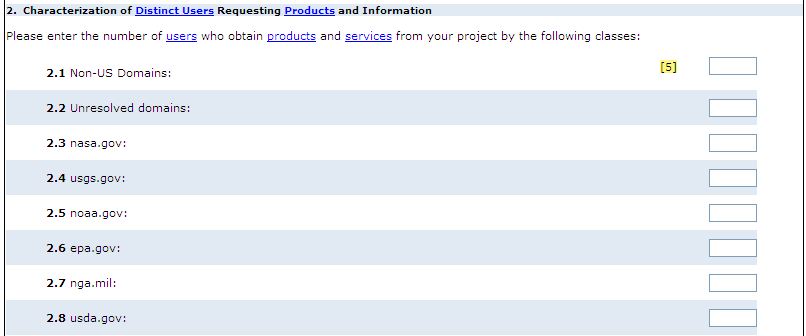 2. Characterization of Distinct Users Requesting Products and Information
Please enter the number of users who obtain products and services from your project by the following classes:
2.1 Non-US Domains: [5]
2.2 Unresolved domains:
2.3 nasa.gov:
2.4 usgs.gov:
2.5 noaa.gov:
2.6 epa.gov:
2.7 nga.mil:
2.8 usda.gov: